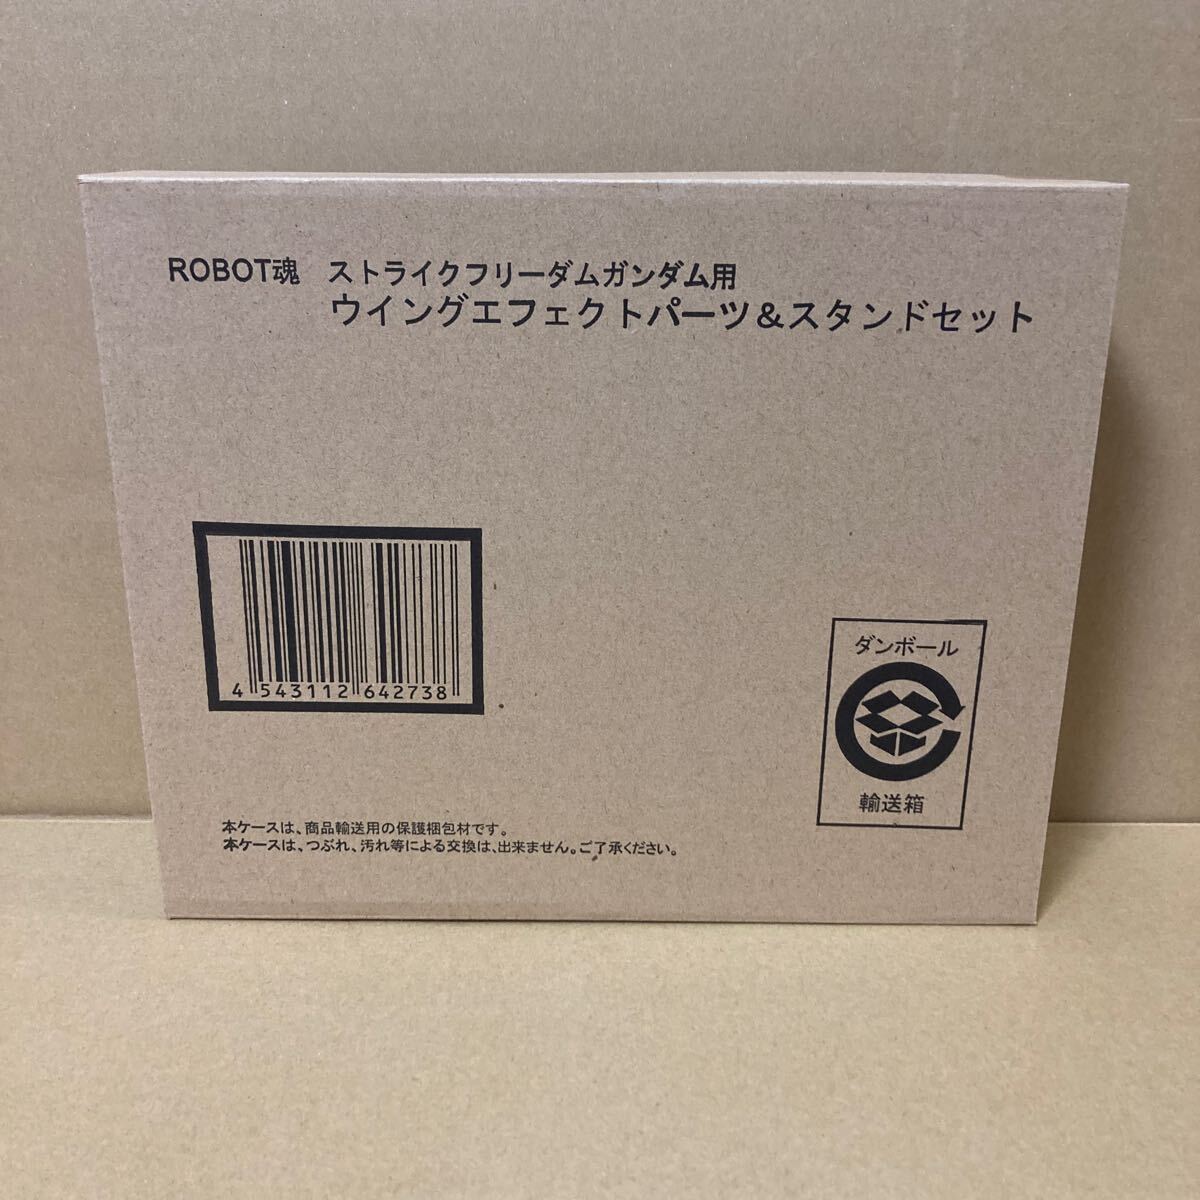 ROBOT魂　ストライクフリーダムガンダム用
ウイングエフェクトパーツ＆スタンドセット
4 543112 642738
ダンボール
輸送箱
本ケースは、商品輸送用の保護梱包材です。
本ケースは、つぶれ、汚れ等による交換は、出来ません。ご了承ください。